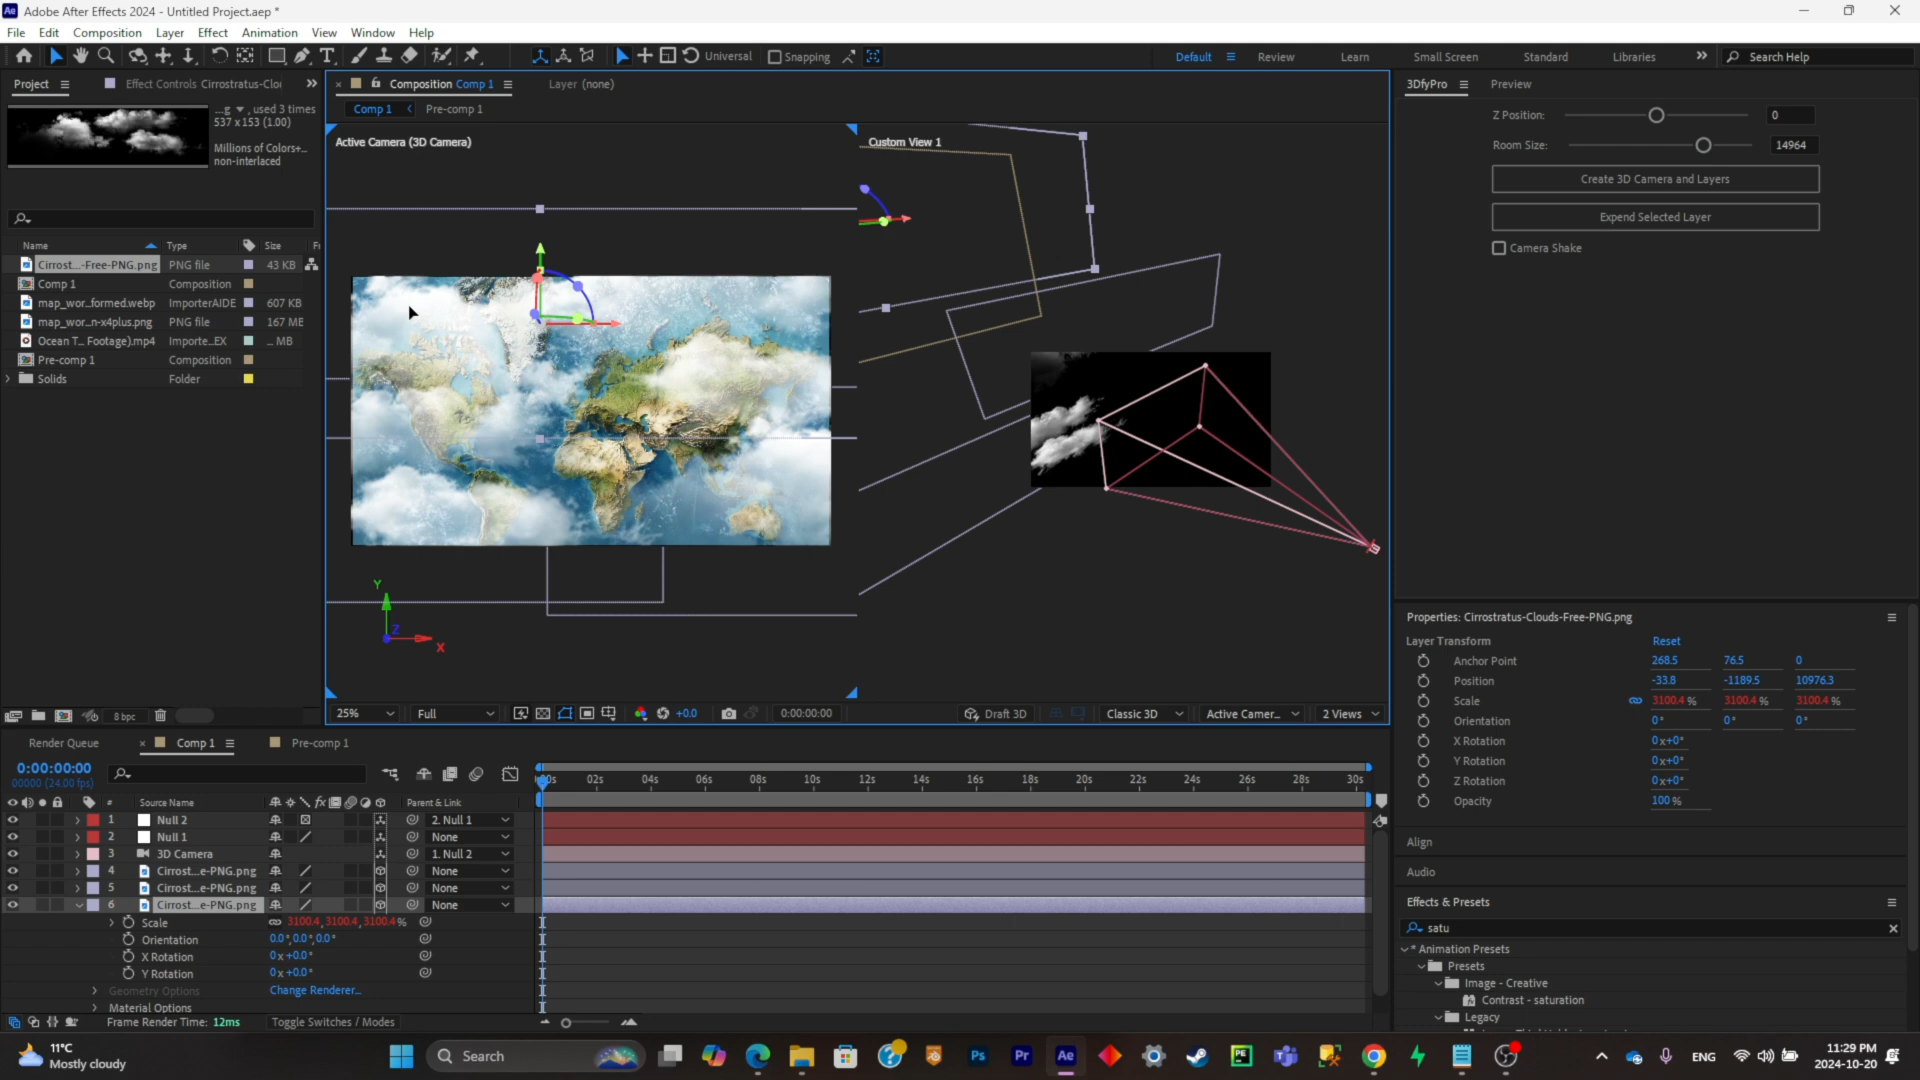 Adobe After Effects 2024 - Untitled Project.aep *
File Edit Composition Layer Effect Animation View Window Help
Universal Snapping Default Review Learn Small Screen Standard Libraries Search Help
Project Effect Controls Cirrostratus-Clo
...g ▾ , used 3 times
537 x 153 (1.00)
Millions of Colors+...
non-interlaced
Name Type Size Fr
Cirrost...-Free-PNG.png PNG file 43 KB
Comp 1 Composition
map_wor...formed.webp ImporterAIDE 607 KB
map_wor...n-x4plus.png PNG file 167 MB
Ocean T... Footage).mp4 Importe...EX ... MB
Pre-comp 1 Composition
Solids Folder
8 bpc
Composition Comp 1 Layer (none)
Comp 1 Pre-comp 1
Active Camera (3D Camera) Custom View 1
Y
Z
X
25% Full +0.0 0:00:00:00 Draft 3D Classic 3D Active Camer... 2 Views
3DfyPro Preview
Z Position: 0
Room Size: 14964
Create 3D Camera and Layers
Expend Selected Layer
Camera Shake
Properties: Cirrostratus-Clouds-Free-PNG.png
Layer Transform Reset
Anchor Point 268.5 76.5 0
Position -33.8 -1189.5 10976.3
Scale 3100.4 % 3100.4 % 3100.4 %
Orientation 0° 0° 0°
X Rotation 0x+0°
Y Rotation 0x+0°
Z Rotation 0x+0°
Opacity 100 %
Align
Audio
Effects & Presets
satu
* Animation Presets
Presets
Image - Creative
Contrast - saturation
Legacy
Render Queue Comp 1 Pre-comp 1
0:00:00:00
00000 (24.00 fps)
02s 04s 06s 08s 10s 12s 14s 16s 18s 20s 22s 24s 26s 28s 30s
# Source Name Parent & Link
1 Null 2 2. Null 1
2 Null 1 None
3 3D Camera 1. Null 2
4 Cirrost...e-PNG.png None
5 Cirrost...e-PNG.png None
6 Cirrost...e-PNG.png None
Scale 3100.4,3100.4,3100.4%
Orientation 0.0°,0.0°,0.0°
X Rotation 0x+0.0°
Y Rotation 0x+0.0°
Geometry Options Change Renderer...
Material Options
Frame Render Time: 12ms Toggle Switches / Modes
11°C
Mostly cloudy
Search
Ps Pr Ae PE
ENG
11:29 PM
2024-10-20